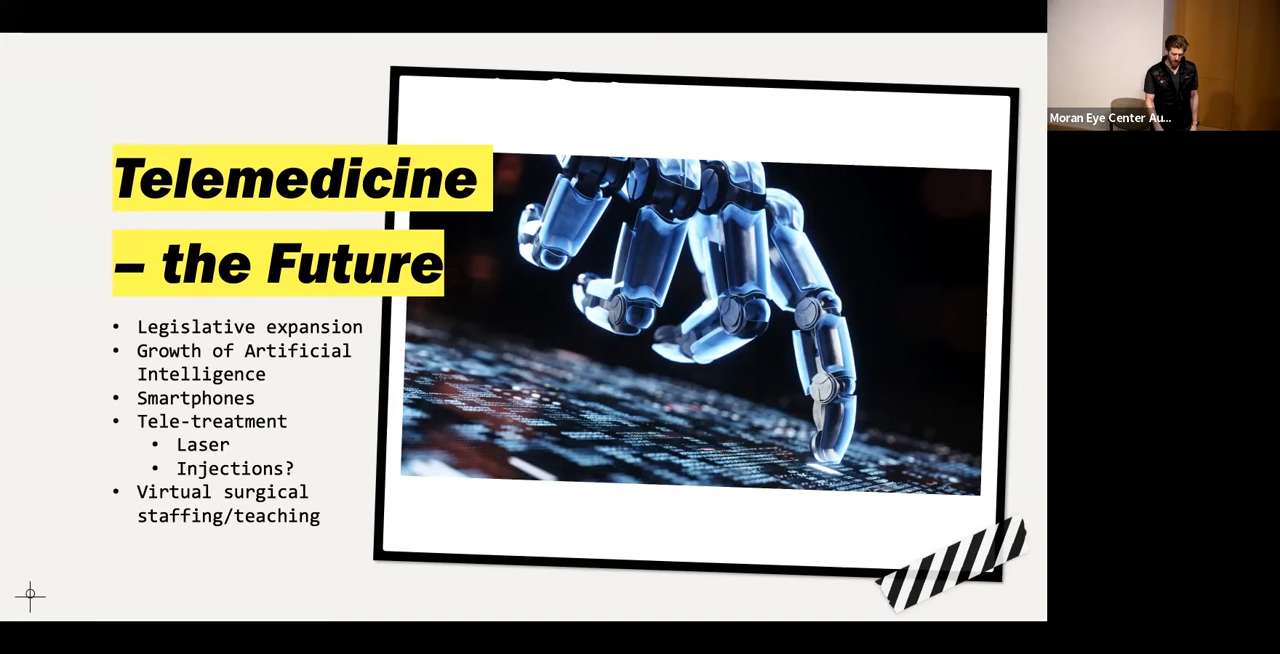 Telemedicine
– the Future
• Legislative expansion
• Growth of Artificial
Intelligence
• Smartphones
• Tele-treatment
• Laser
• Injections?
• Virtual surgical
staffing/teaching
Moran Eye Center Au...